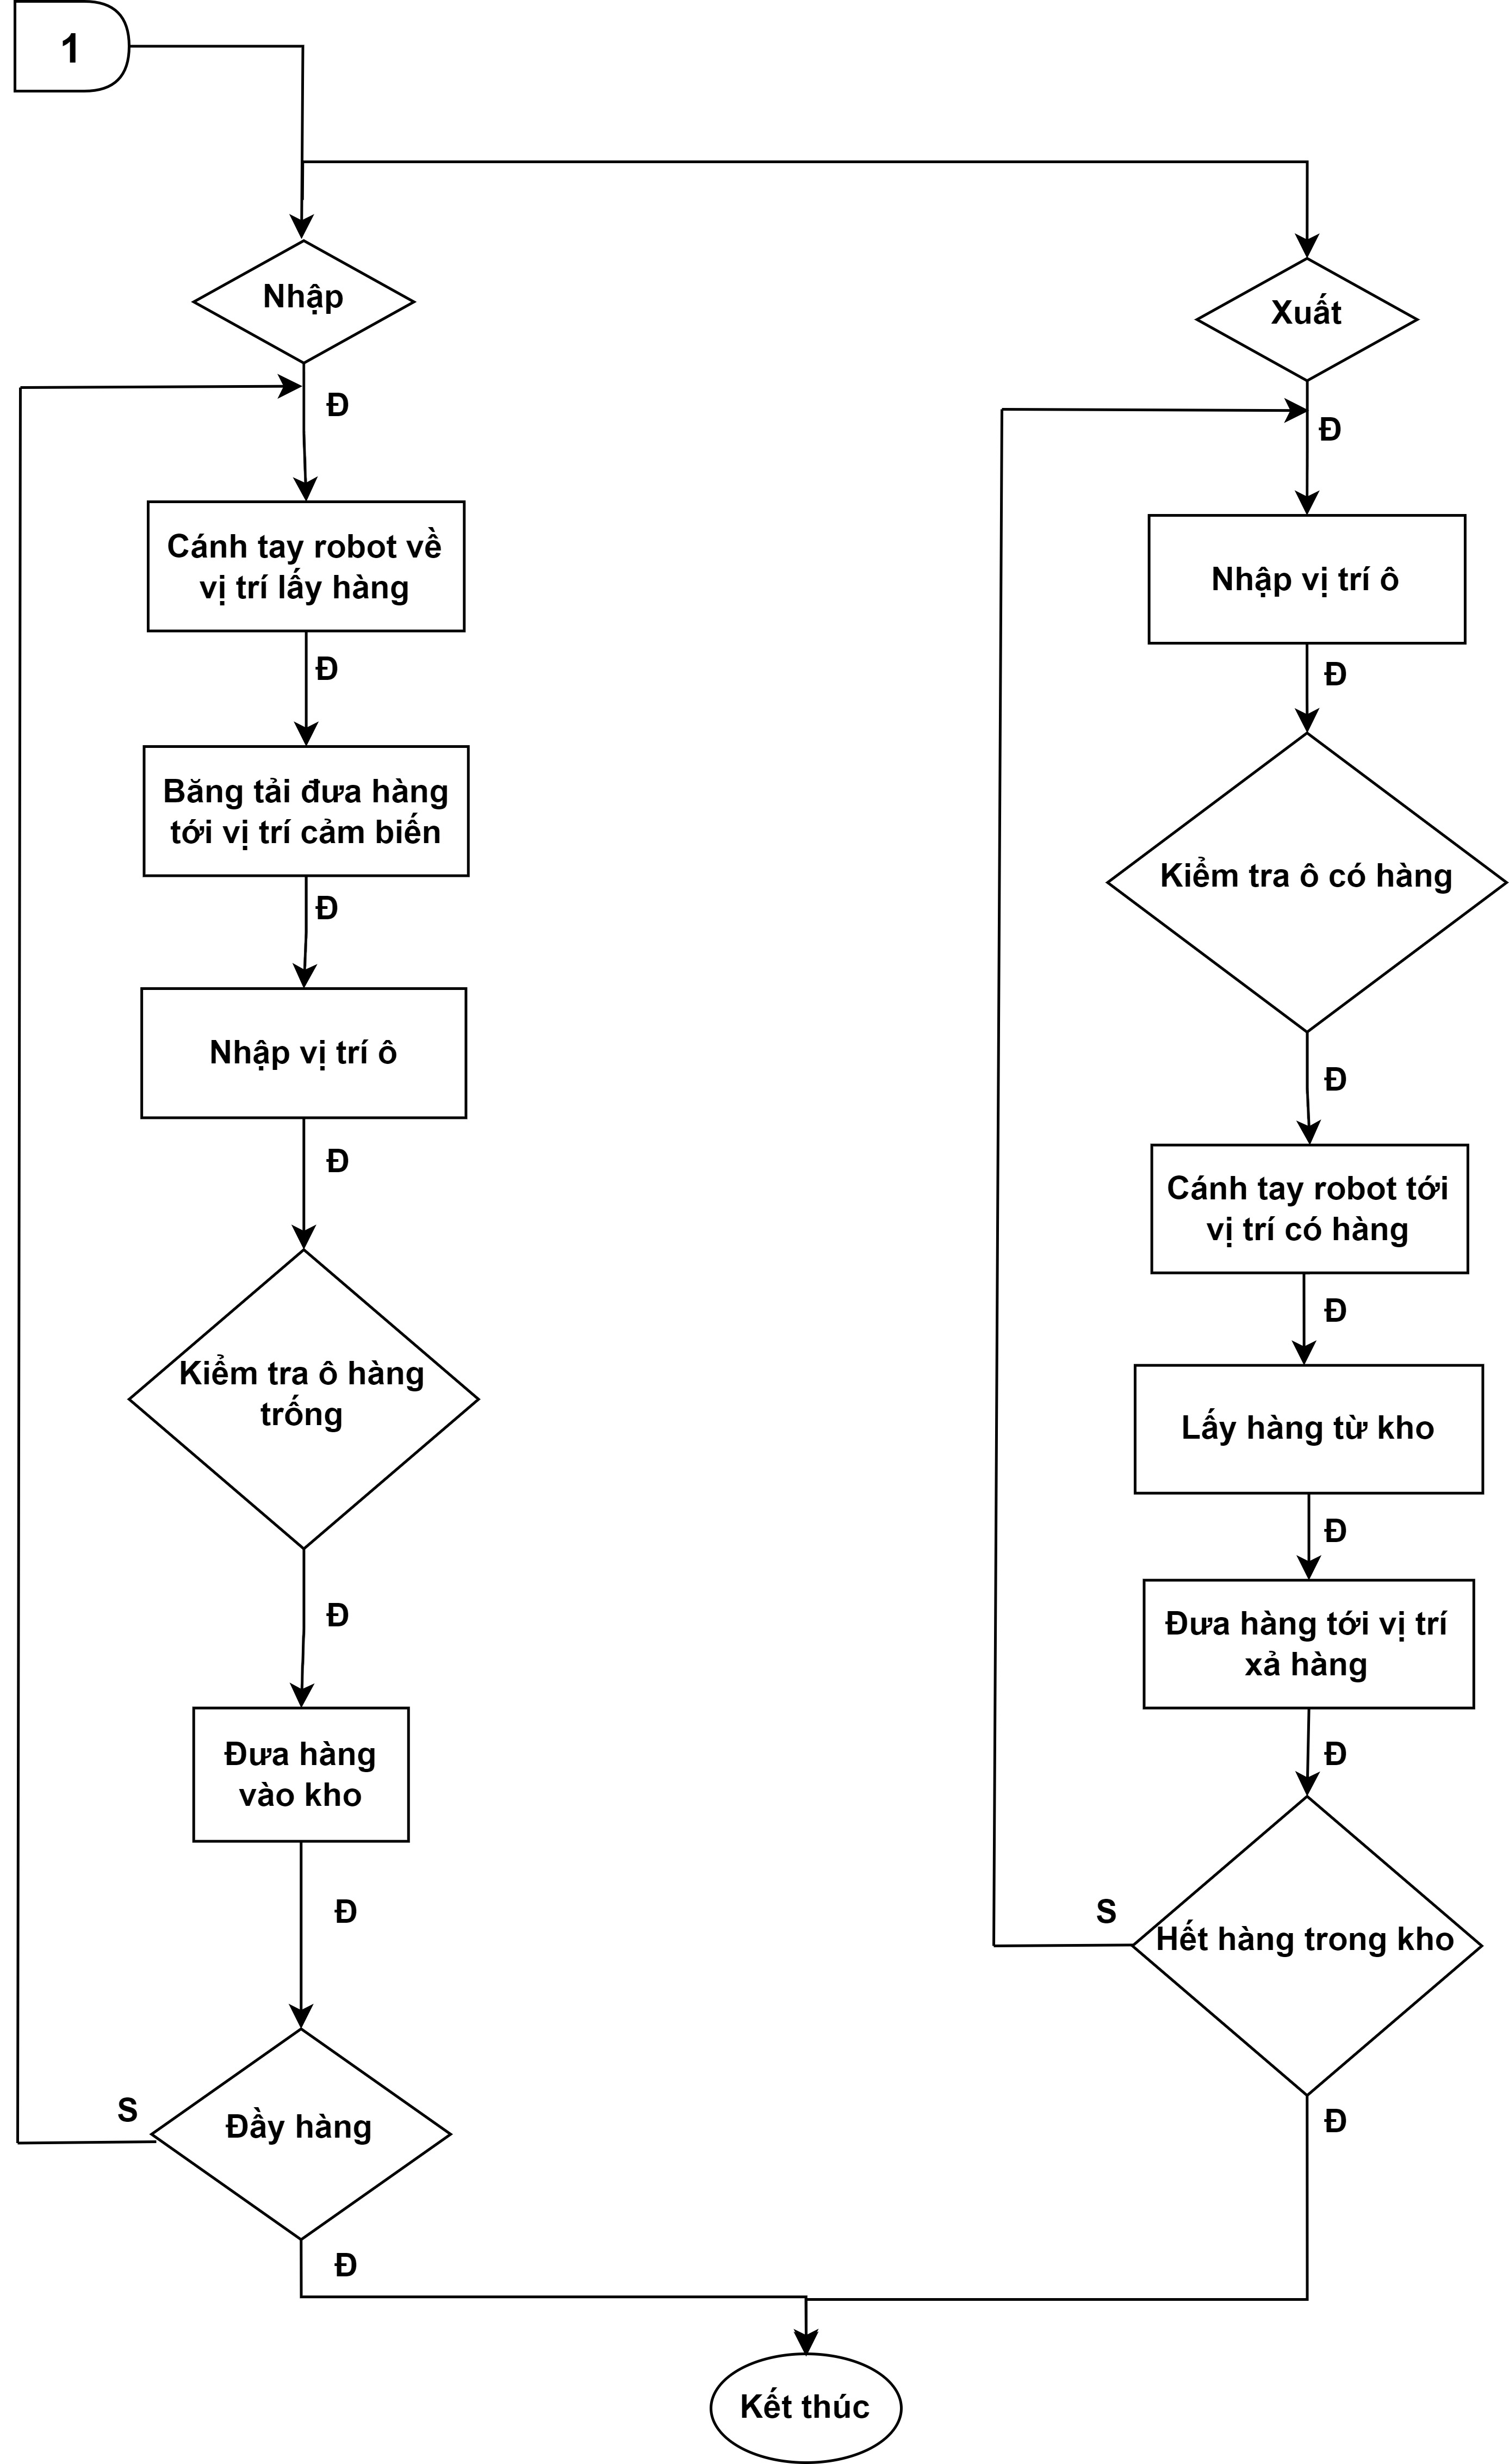 1
Nhập
Đ
Cánh tay robot về
vị trí lấy hàng
Đ
Băng tải đưa hàng
tới vị trí cảm biến
Đ
Nhập vị trí ô
Đ
Kiểm tra ô hàng
trống
Đ
Đưa hàng
vào kho
Đ
Đầy hàng
S
Đ
Xuất
Đ
Nhập vị trí ô
Đ
Kiểm tra ô có hàng
Đ
Cánh tay robot tới
vị trí có hàng
Đ
Lấy hàng từ kho
Đ
Đưa hàng tới vị trí
xả hàng
Đ
S
Hết hàng trong kho
Đ
Kết thúc